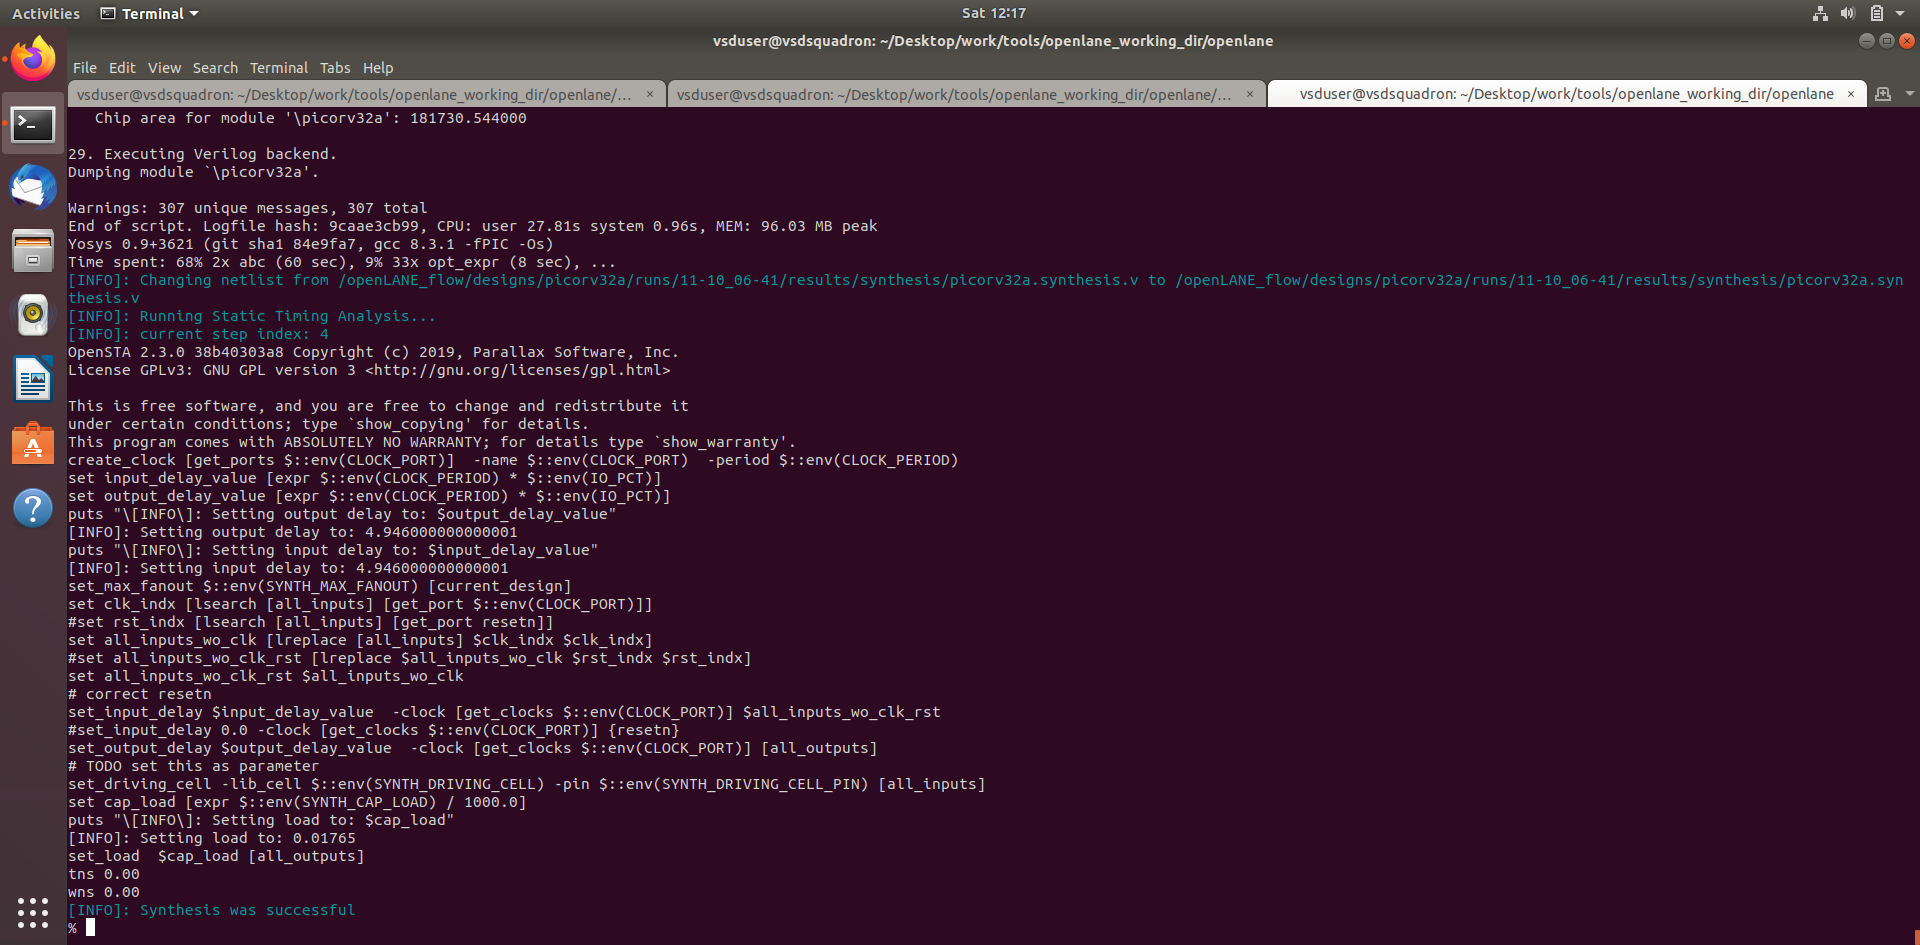 Activities
Terminal
Sat 12:17
vsduser@vsdsquadron: ~/Desktop/work/tools/openlane_working_dir/openlane
File Edit View Search Terminal Tabs Help
vsduser@vsdsquadron: ~/Desktop/work/tools/openlane_working_dir/openlane/... ×
vsduser@vsdsquadron: ~/Desktop/work/tools/openlane_working_dir/openlane/... ×
vsduser@vsdsquadron: ~/Desktop/work/tools/openlane_working_dir/openlane ×
   Chip area for module '\picorv32a': 181730.544000
29. Executing Verilog backend.
Dumping module `\picorv32a'.
Warnings: 307 unique messages, 307 total
End of script. Logfile hash: 9caae3cb99, CPU: user 27.81s system 0.96s, MEM: 96.03 MB peak
Yosys 0.9+3621 (git sha1 84e9fa7, gcc 8.3.1 -fPIC -Os)
Time spent: 68% 2x abc (60 sec), 9% 33x opt_expr (8 sec), ...
[INFO]: Changing netlist from /openLANE_flow/designs/picorv32a/runs/11-10_06-41/results/synthesis/picorv32a.synthesis.v to /openLANE_flow/designs/picorv32a/runs/11-10_06-41/results/synthesis/picorv32a.syn
thesis.v
[INFO]: Running Static Timing Analysis...
[INFO]: current step index: 4
OpenSTA 2.3.0 38b40303a8 Copyright (c) 2019, Parallax Software, Inc.
License GPLv3: GNU GPL version 3 <http://gnu.org/licenses/gpl.html>
This is free software, and you are free to change and redistribute it
under certain conditions; type `show_copying' for details.
This program comes with ABSOLUTELY NO WARRANTY; for details type `show_warranty'.
create_clock [get_ports $::env(CLOCK_PORT)]  -name $::env(CLOCK_PORT)  -period $::env(CLOCK_PERIOD)
set input_delay_value [expr $::env(CLOCK_PERIOD) * $::env(IO_PCT)]
set output_delay_value [expr $::env(CLOCK_PERIOD) * $::env(IO_PCT)]
puts "\[INFO\]: Setting output delay to: $output_delay_value"
[INFO]: Setting output delay to: 4.946000000000001
puts "\[INFO\]: Setting input delay to: $input_delay_value"
[INFO]: Setting input delay to: 4.946000000000001
set_max_fanout $::env(SYNTH_MAX_FANOUT) [current_design]
set clk_indx [lsearch [all_inputs] [get_port $::env(CLOCK_PORT)]]
#set rst_indx [lsearch [all_inputs] [get_port resetn]]
set all_inputs_wo_clk [lreplace [all_inputs] $clk_indx $clk_indx]
#set all_inputs_wo_clk_rst [lreplace $all_inputs_wo_clk $rst_indx $rst_indx]
set all_inputs_wo_clk_rst $all_inputs_wo_clk
# correct resetn
set_input_delay $input_delay_value  -clock [get_clocks $::env(CLOCK_PORT)] $all_inputs_wo_clk_rst
#set_input_delay 0.0 -clock [get_clocks $::env(CLOCK_PORT)] {resetn}
set_output_delay $output_delay_value  -clock [get_clocks $::env(CLOCK_PORT)] [all_outputs]
# TODO set this as parameter
set_driving_cell -lib_cell $::env(SYNTH_DRIVING_CELL) -pin $::env(SYNTH_DRIVING_CELL_PIN) [all_inputs]
set cap_load [expr $::env(SYNTH_CAP_LOAD) / 1000.0]
puts "\[INFO\]: Setting load to: $cap_load"
[INFO]: Setting load to: 0.01765
set_load  $cap_load [all_outputs]
tns 0.00
wns 0.00
[INFO]: Synthesis was successful
%